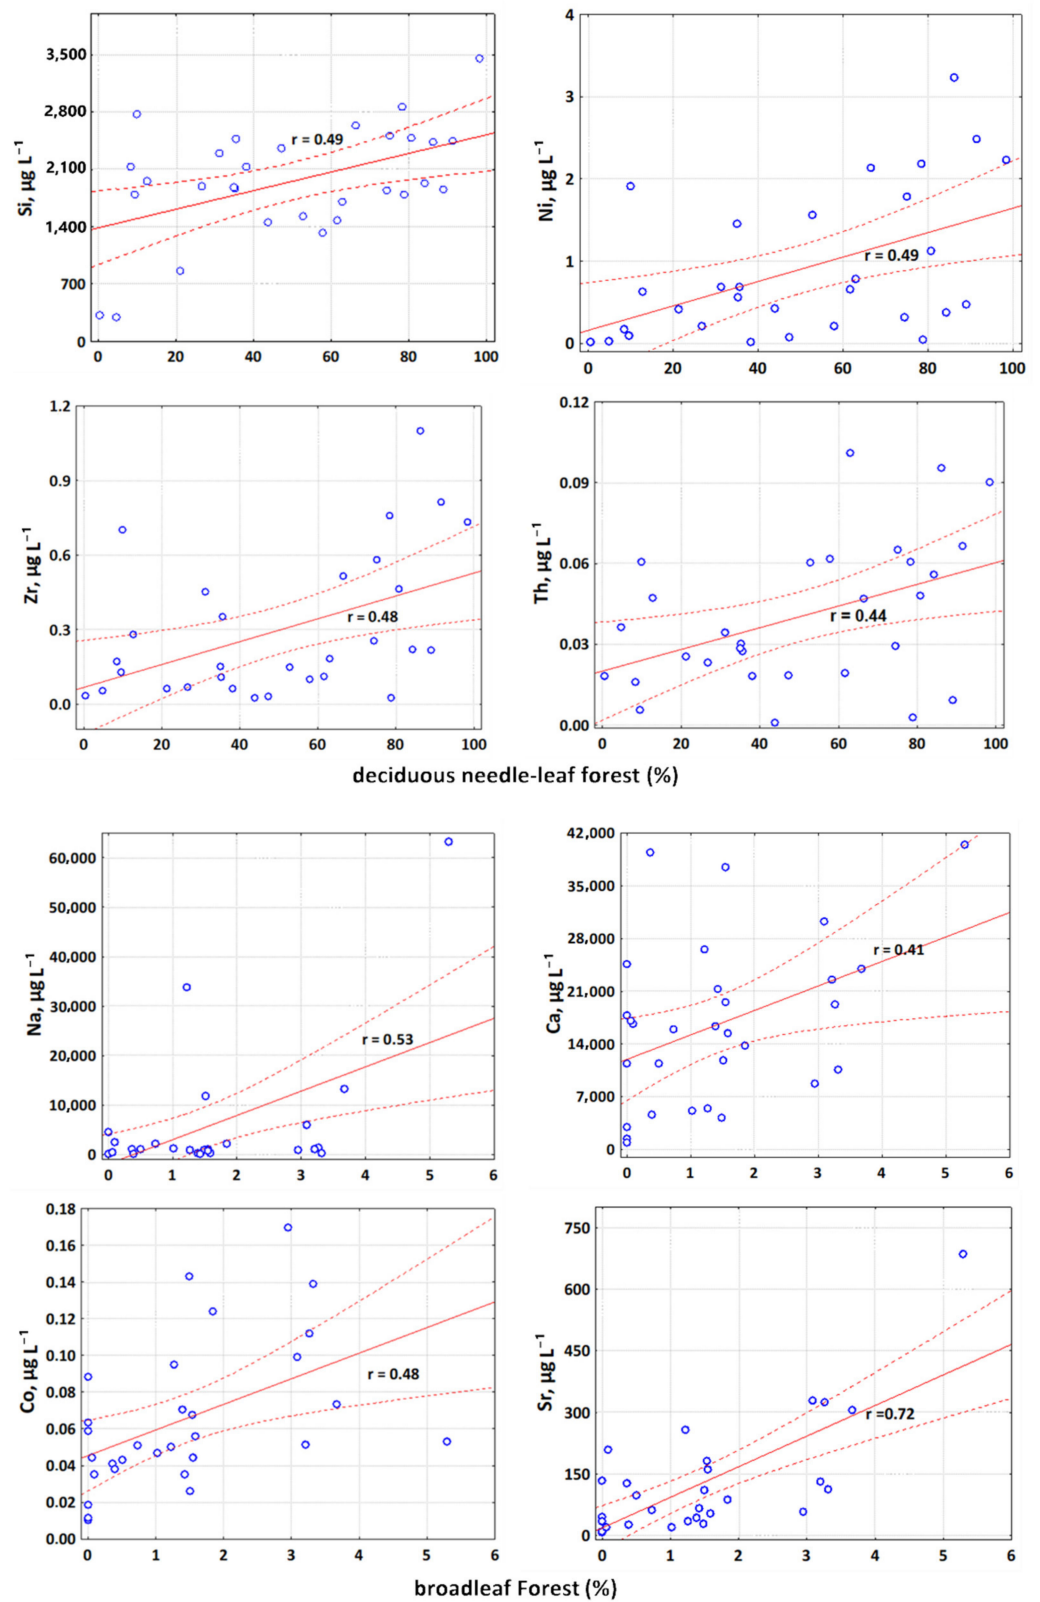 Si, µg L⁻¹
3,500
2,800
2,100
1,400
700
0
r = 0.49
0 20 40 60 80 100
Ni, µg L⁻¹
4
3
2
1
0
r = 0.49
0 20 40 60 80 100
Zr, µg L⁻¹
1.2
0.9
0.6
0.3
0.0
r = 0.48
0 20 40 60 80 100
Th, µg L⁻¹
0.12
0.09
0.06
0.03
0.00
r = 0.44
0 20 40 60 80 100
deciduous needle-leaf forest (%)
Na, µg L⁻¹
60,000
50,000
40,000
30,000
20,000
10,000
0
r = 0.53
0 1 2 3 4 5 6
Ca, µg L⁻¹
42,000
35,000
28,000
21,000
14,000
7,000
0
r = 0.41
0 1 2 3 4 5 6
Co, µg L⁻¹
0.18
0.16
0.14
0.12
0.10
0.08
0.06
0.04
0.02
0.00
r = 0.48
0 1 2 3 4 5 6
Sr, µg L⁻¹
750
600
450
300
150
0
r =0.72
0 1 2 3 4 5 6
broadleaf Forest (%)